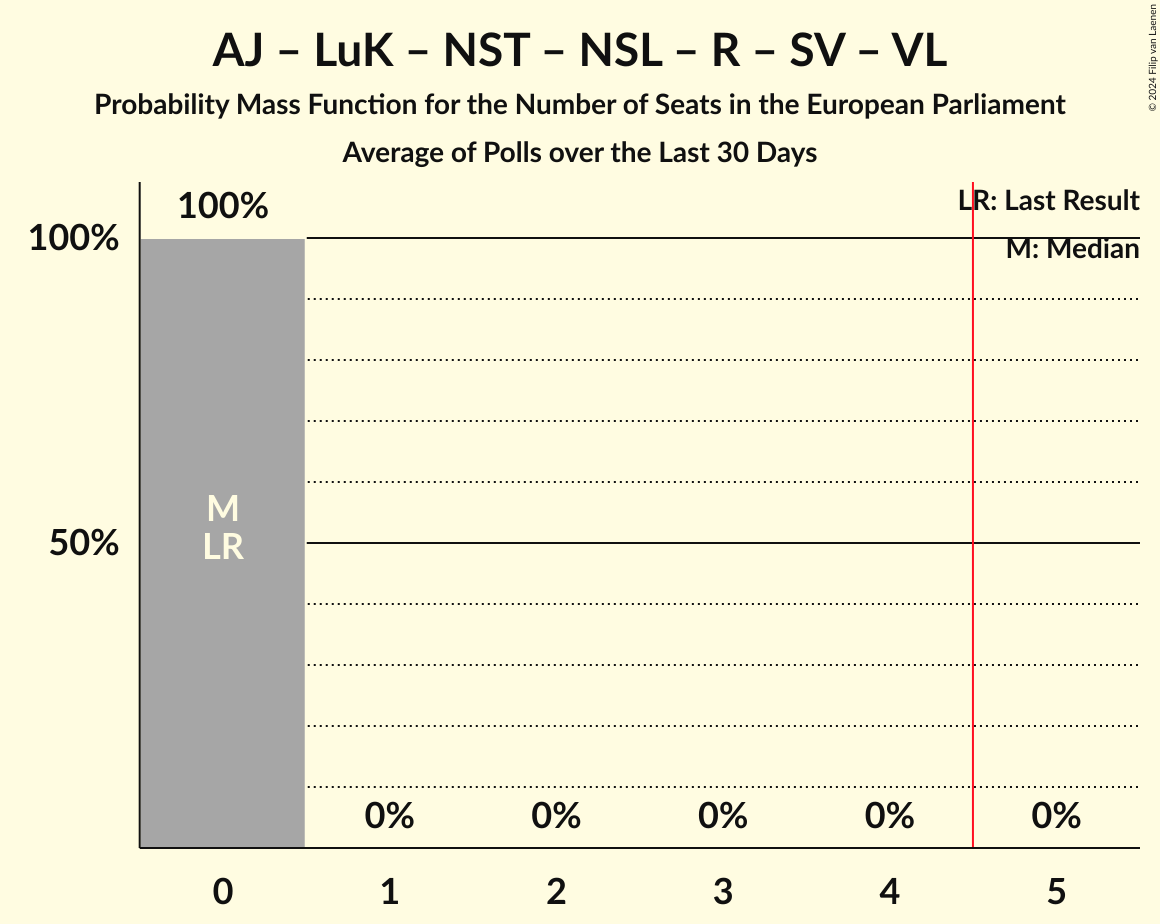 AJ – LuK – NST – NSL – R – SV – VL
Probability Mass Function for the Number of Seats in the European Parliament
Average of Polls over the Last 30 Days
© 2024 Filip van Laenen
LR: Last Result
M: Median
100%
100%
50%
M
LR
0% 0% 0% 0% 0%
0 1 2 3 4 5